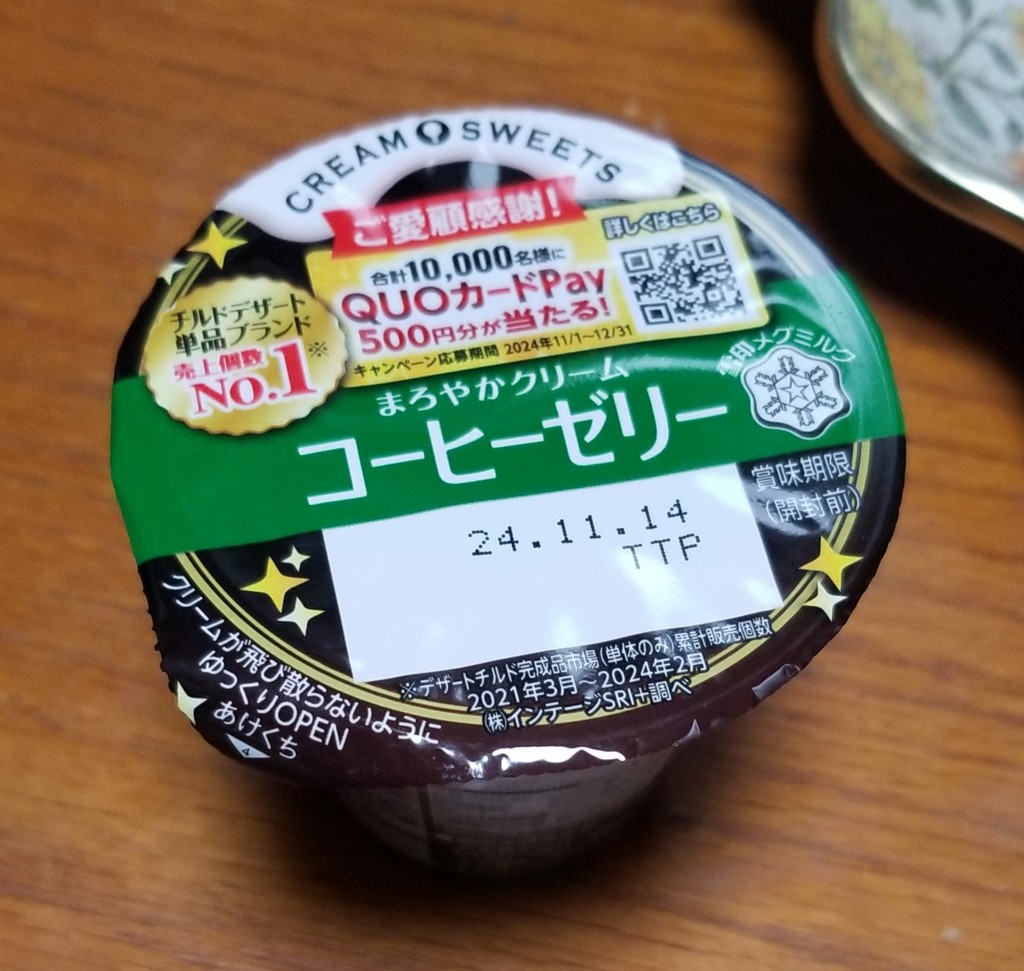 CREAM SWEETS
ご愛顧感謝!
詳しくはこちら
合計10,000名様に
QUOカードPay
500円分が当たる!
キャンペーン応募期間 2024年11/1~12/31
チルドデザート
単品ブランド
売上個数※
No.1
雪印メグミルク
まろやかクリーム
コーヒーゼリー
賞味期限
(開封前)
24.11.14
TTP
※デザートチルド完成品市場(単体のみ)累計販売個数
2021年3月~2024年2月
(株)インテージSRI+調べ
クリームが飛び散らないように
ゆっくりOPEN
あけくち
4